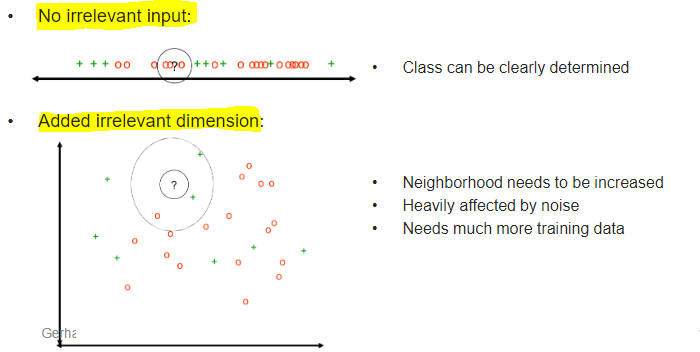 No irrelevant input:
+ + + o o o o o ? o + + o + o o o o o + o o o o o o +
Class can be clearly determined
Added irrelevant dimension:
?
Neighborhood needs to be increased
Heavily affected by noise
Needs much more training data
Gerha